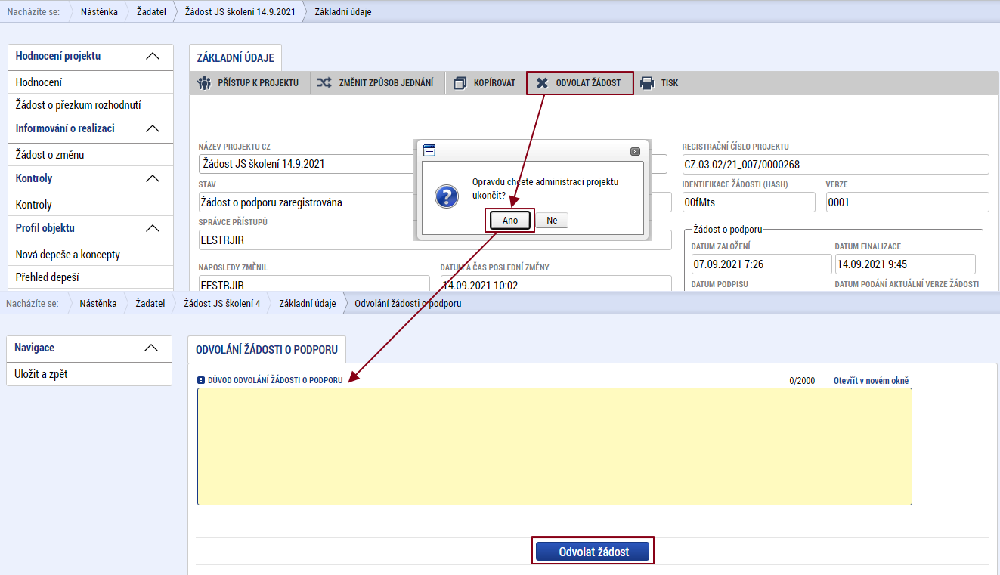 Nacházíte se: Nástěnka Žadatel Žádost JS školení 14.9.2021 Základní údaje
Hodnocení projektu
Hodnocení
Žádost o přezkum rozhodnutí
Informování o realizaci
Žádost o změnu
Kontroly
Kontroly
Profil objektu
Nová depeše a koncepty
Přehled depeší
ZÁKLADNÍ ÚDAJE
PŘÍSTUP K PROJEKTU ZMĚNIT ZPŮSOB JEDNÁNÍ KOPÍROVAT ODVOLAT ŽÁDOST TISK
NÁZEV PROJEKTU CZ
Žádost JS školení 14.9.2021
STAV
Žádost o podporu zaregistrována
SPRÁVCE PŘÍSTUPŮ
EESTRJIR
NAPOSLEDY ZMĚNIL DATUM A ČAS POSLEDNÍ ZMĚNY
EESTRJIR 14.09.2021 10:02
Opravdu chcete administraci projektu
ukončit?
Ano Ne
REGISTRAČNÍ ČÍSLO PROJEKTU
CZ.03.02/21_007/0000268
IDENTIFIKACE ŽÁDOSTI (HASH) VERZE
00fMts 0001
Žádost o podporu
DATUM ZALOŽENÍ DATUM FINALIZACE
07.09.2021 7:26 14.09.2021 9:45
DATUM PODPISU DATUM PODÁNÍ AKTUÁLNÍ VERZE ŽÁDOSTI
Nacházíte se: Nástěnka Žadatel Žádost JS školení 4 Základní údaje Odvolání žádosti o podporu
Navigace
Uložit a zpět
ODVOLÁNÍ ŽÁDOSTI O PODPORU
DŮVOD ODVOLÁNÍ ŽÁDOSTI O PODPORU 0/2000 Otevřít v novém okně
Odvolat žádost